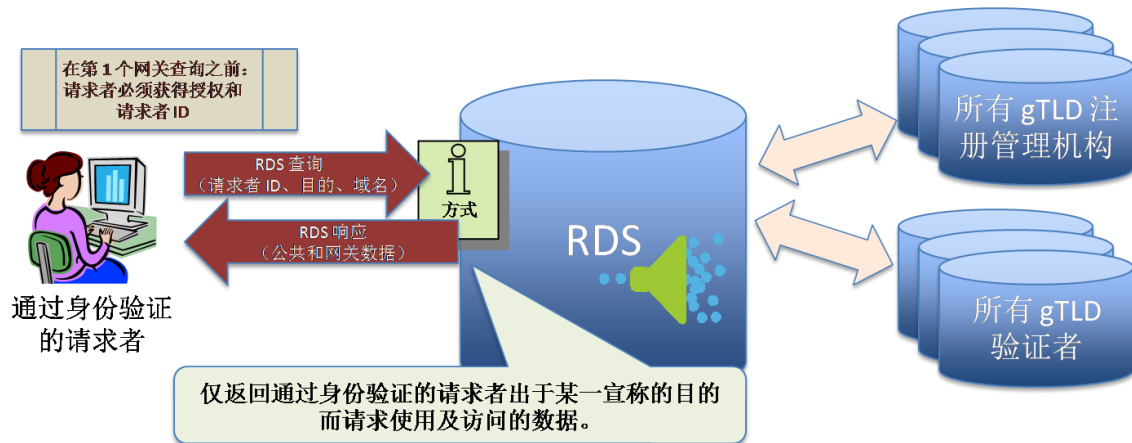 在第 1 个网关查询之前：
请求者必须获得授权和
请求者 ID
RDS 查询
（请求者 ID、目的、域名）
方式
RDS 响应
（公共和网关数据）
通过身份验证
的请求者
RDS
所有 gTLD 注
册管理机构
所有 gTLD
验证者
仅返回通过身份验证的请求者出于某一宣称的目的
而请求使用及访问的数据。